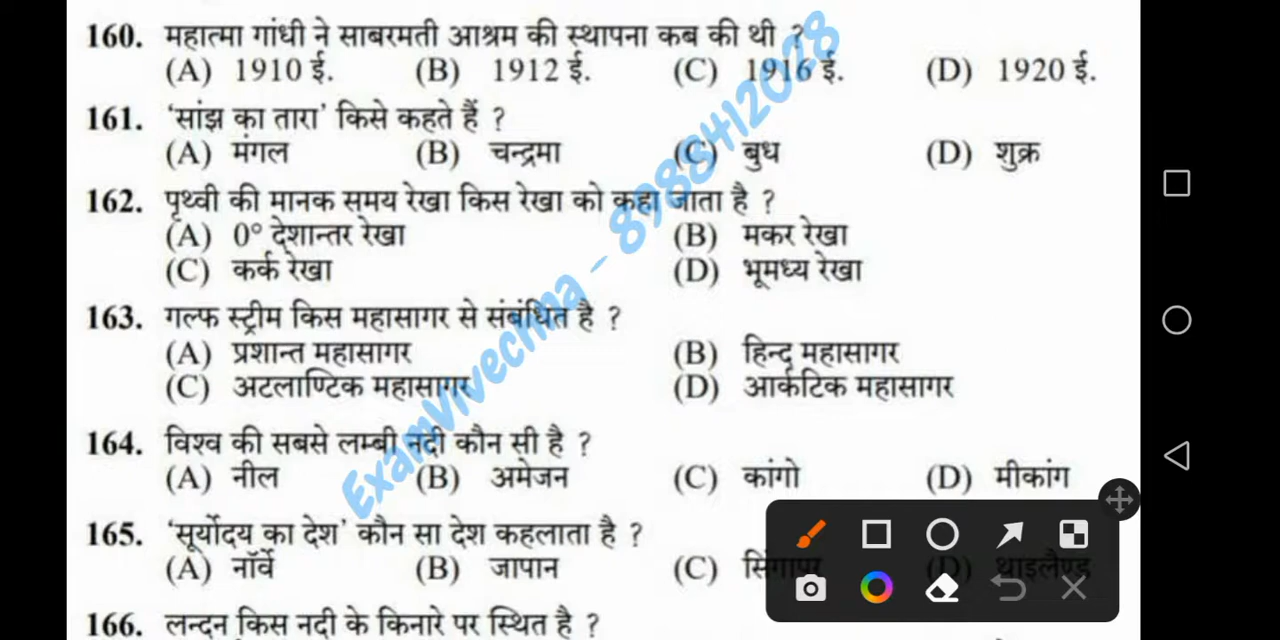 160. महात्मा गांधी ने साबरमती आश्रम की स्थापना कब की थी ?
(A) 1910 ई. (B) 1912 ई. (C) 1916 ई. (D) 1920 ई.
161. ‘सांझ का तारा’ किसे कहते हैं ?
(A) मंगल (B) चन्द्रमा (C) बुध (D) शुक्र
162. पृथ्वी की मानक समय रेखा किस रेखा को कहा जाता है ?
(A) 0° देशान्तर रेखा (B) मकर रेखा
(C) कर्क रेखा (D) भूमध्य रेखा
163. गल्फ स्ट्रीम किस महासागर से संबंधित है ?
(A) प्रशान्त महासागर (B) हिन्द महासागर
(C) अटलाण्टिक महासागर (D) आर्कटिक महासागर
164. विश्व की सबसे लम्बी नदी कौन सी है ?
(A) नील (B) अमेजन (C) कांगो (D) मीकांग
165. ‘सूर्योदय का देश’ कौन सा देश कहलाता है ?
(A) नॉर्वे (B) जापान (C) सिंगापुर (D) थाइलैण्ड
166. लन्दन किस नदी के किनारे पर स्थित है ?
ExamVivechna - 8988412028